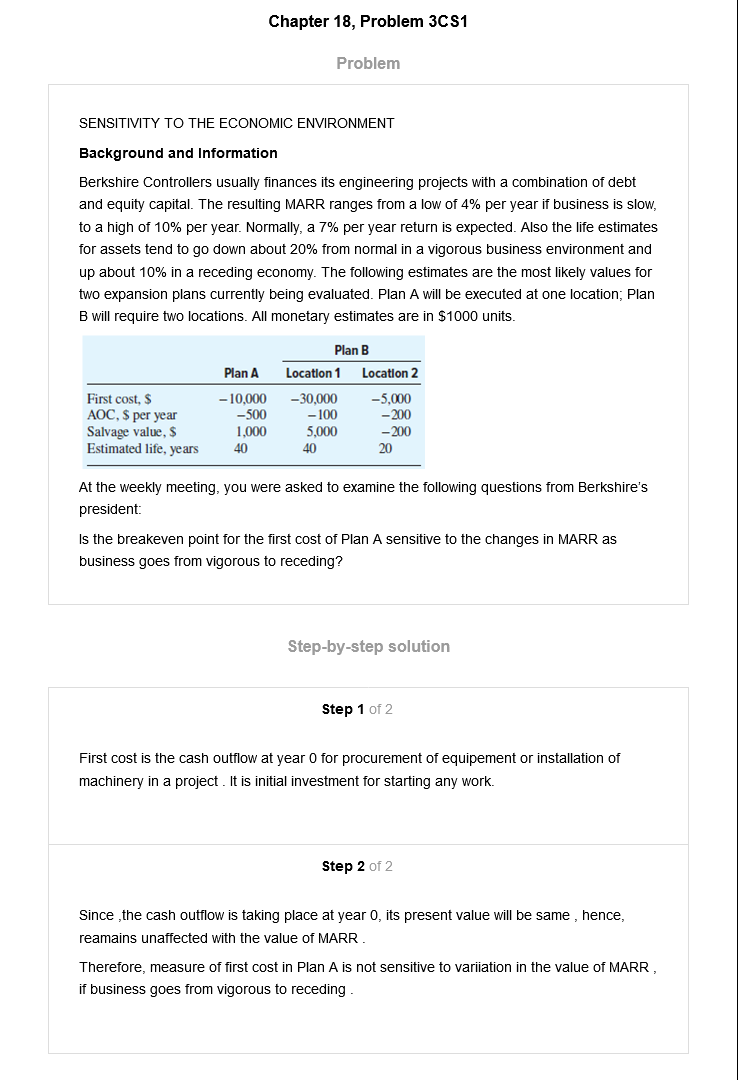 Chapter 18, Problem 3CS1
Problem
SENSITIVITY TO THE ECONOMIC ENVIRONMENT
Background and Information
Berkshire Controllers usually finances its engineering projects with a combination of debt
and equity capital. The resulting MARR ranges from a low of 4% per year if business is slow,
to a high of 10% per year. Normally, a 7% per year return is expected. Also the life estimates
for assets tend to go down about 20% from normal in a vigorous business environment and
up about 10% in a receding economy. The following estimates are the most likely values for
two expansion plans currently being evaluated. Plan A will be executed at one location; Plan
B will require two locations. All monetary estimates are in $1000 units.
Plan B
Plan A Location 1 Location 2
First cost, $ −10,000 −30,000 −5,000
AOC, $ per year −500 −100 −200
Salvage value, $ 1,000 5,000 −200
Estimated life, years 40 40 20
At the weekly meeting, you were asked to examine the following questions from Berkshire's
president:
Is the breakeven point for the first cost of Plan A sensitive to the changes in MARR as
business goes from vigorous to receding?
Step-by-step solution
Step 1 of 2
First cost is the cash outflow at year 0 for procurement of equipement or installation of
machinery in a project . It is initial investment for starting any work.
Step 2 of 2
Since ,the cash outflow is taking place at year 0, its present value will be same , hence,
reamains unaffected with the value of MARR .
Therefore, measure of first cost in Plan A is not sensitive to variiation in the value of MARR ,
if business goes from vigorous to receding .